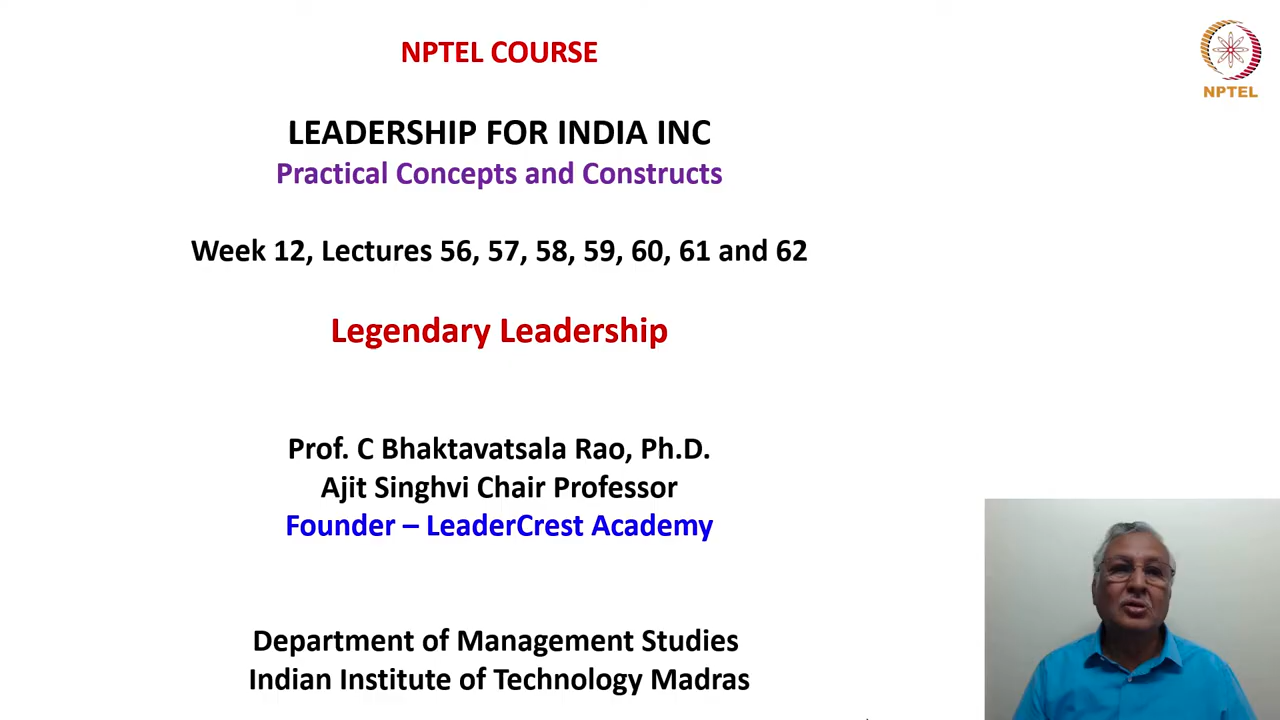 NPTEL COURSE
NPTEL
LEADERSHIP FOR INDIA INC
Practical Concepts and Constructs
Week 12, Lectures 56, 57, 58, 59, 60, 61 and 62
Legendary Leadership
Prof. C Bhaktavatsala Rao, Ph.D.
Ajit Singhvi Chair Professor
Founder – LeaderCrest Academy
Department of Management Studies
Indian Institute of Technology Madras